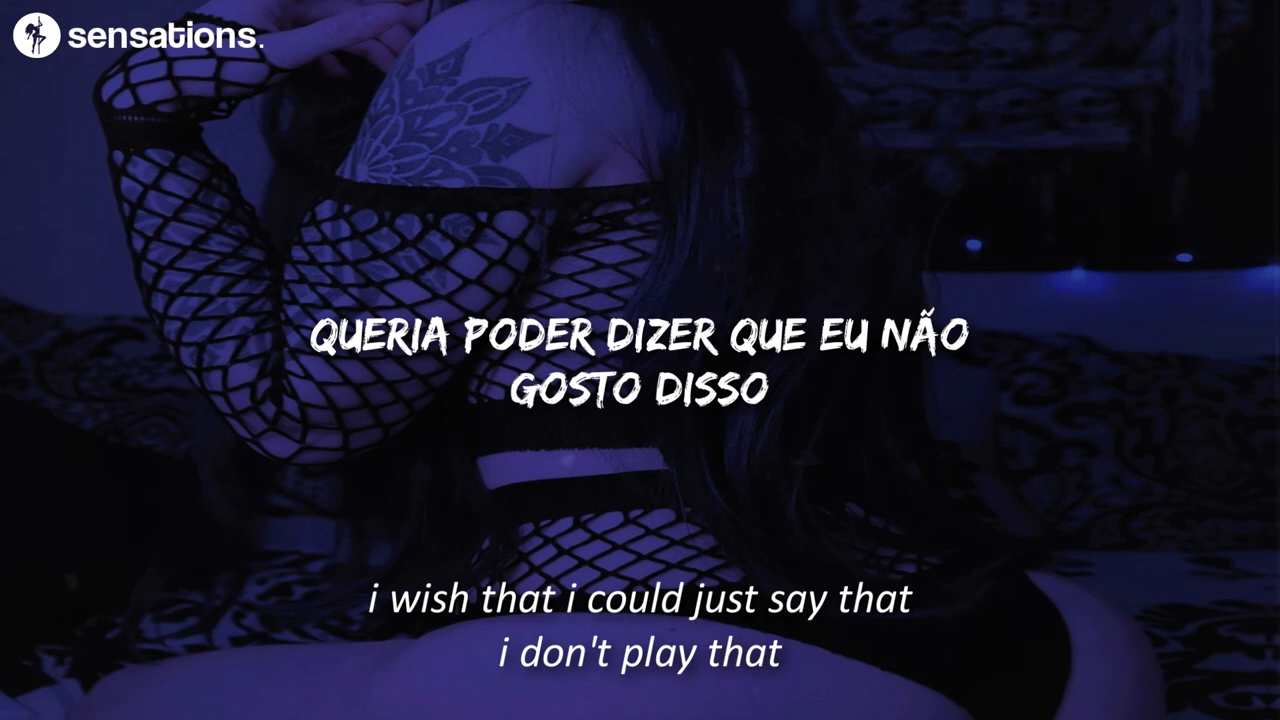 sensations.
QUERIA PODER DIZER QUE EU NÃO
GOSTO DISSO
i wish that i could just say that
i don't play that